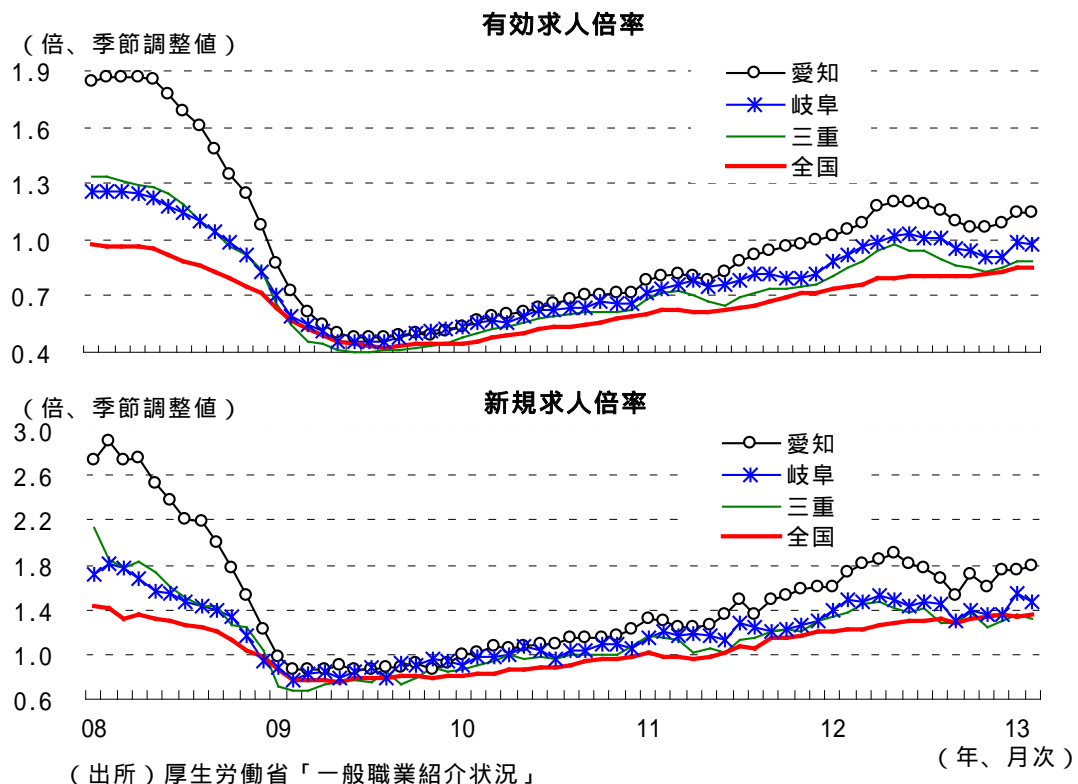 有効求人倍率
（倍、季節調整値）
1.9
1.6
1.3
1.0
0.7
0.4
愛知
岐阜
三重
全国
新規求人倍率
（倍、季節調整値）
3.0
2.6
2.2
1.8
1.4
1.0
0.6
愛知
岐阜
三重
全国
08 09 10 11 12 13
（年、月次）
（出所）厚生労働省「一般職業紹介状況」